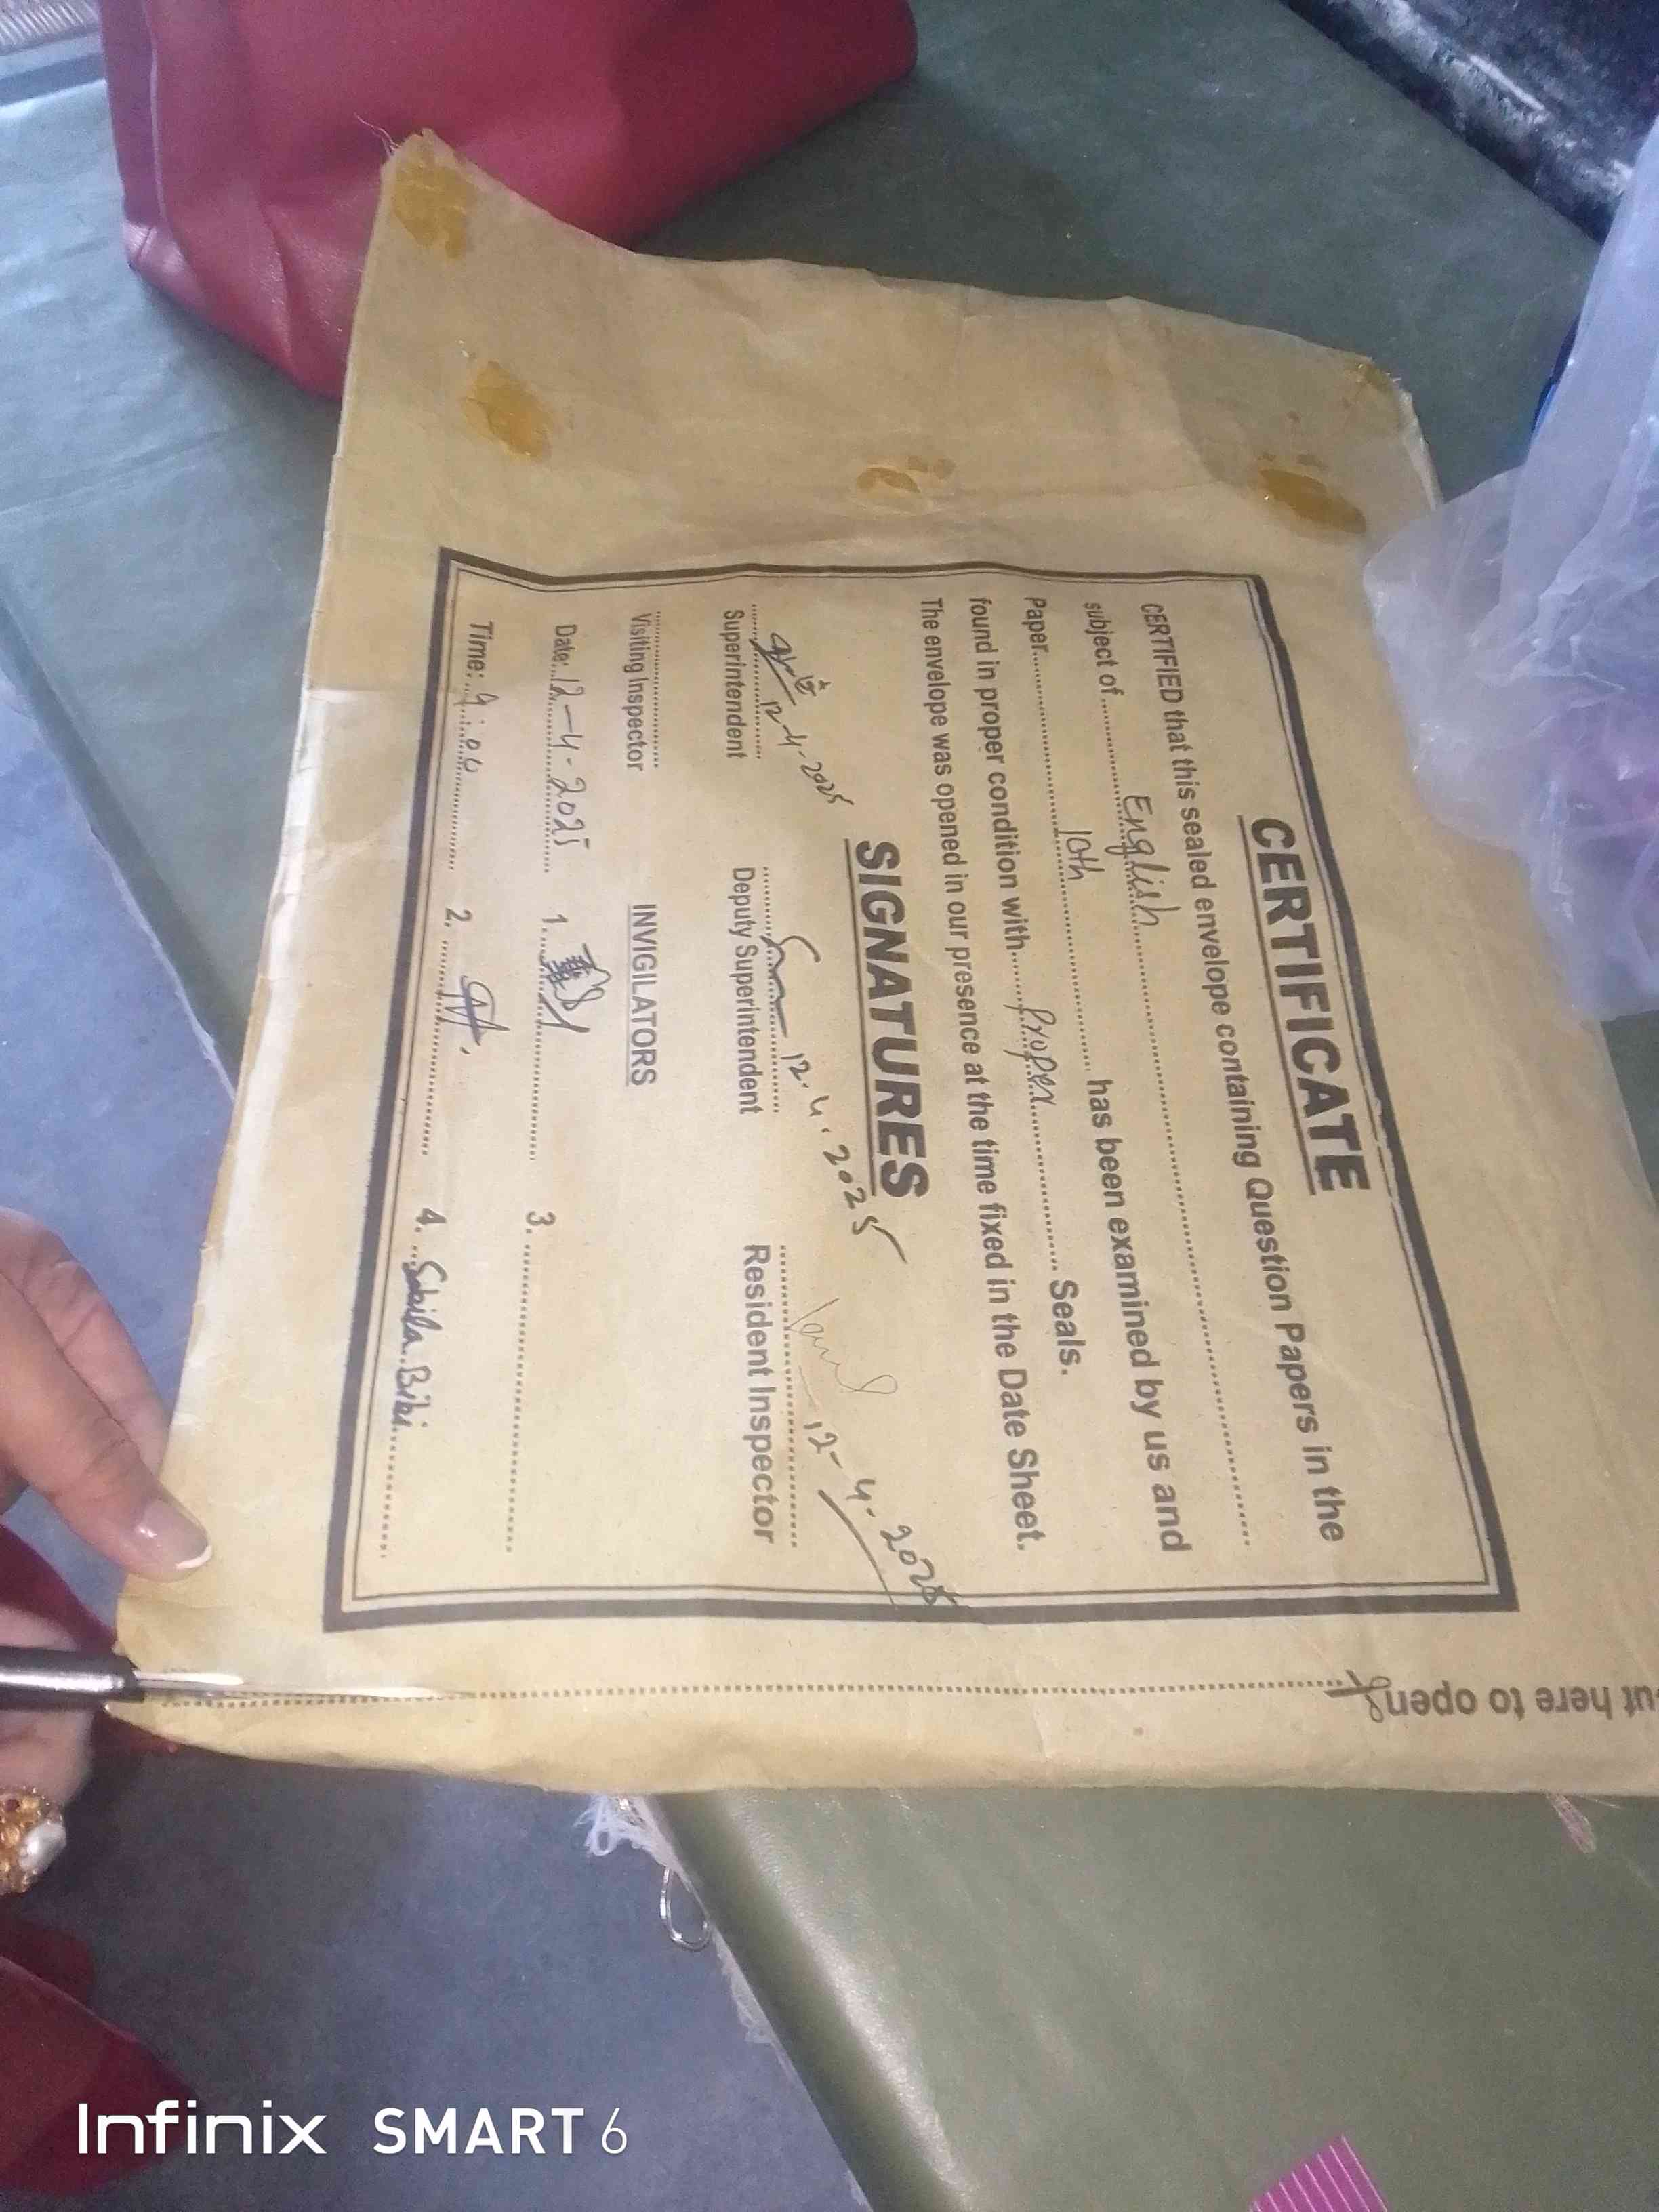 CERTIFICATE
CERTIFIED that this sealed envelope containing Question Papers in the
subject of .......... English ..........
Paper .......... 10th .......... has been examined by us and
found in proper condition with ...... Proper ...... Seals.
The envelope was opened in our presence at the time fixed in the Date Sheet.
SIGNATURES
12-4-2025 12.4.2025 12-4-2025
Superintendent Deputy Superintendent Resident Inspector
Visiting Inspector INVIGILATORS
Date: 12-4-2025 1. 3.
Time: 9:00 2. 4. Sabila Bibi
ut here to open
Infinix SMART 6